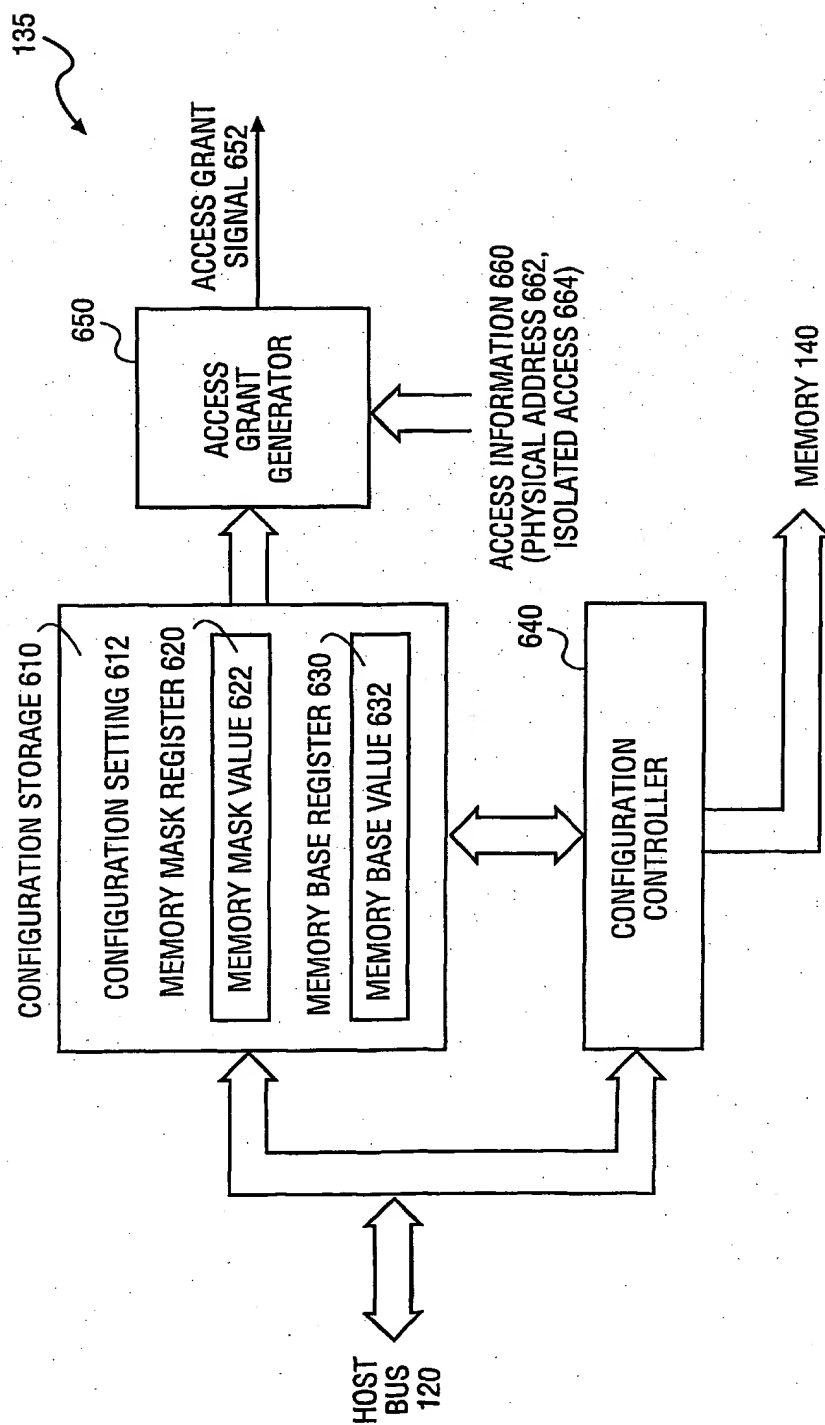 135
CONFIGURATION STORAGE 610
CONFIGURATION SETTING 612
MEMORY MASK REGISTER 620
MEMORY MASK VALUE 622
MEMORY BASE REGISTER 630
MEMORY BASE VALUE 632
650
ACCESS
GRANT
GENERATOR
ACCESS GRANT
SIGNAL 652
ACCESS INFORMATION 660
(PHYSICAL ADDRESS 662,
ISOLATED ACCESS 664)
HOST
BUS
120
640
CONFIGURATION
CONTROLLER
MEMORY 140